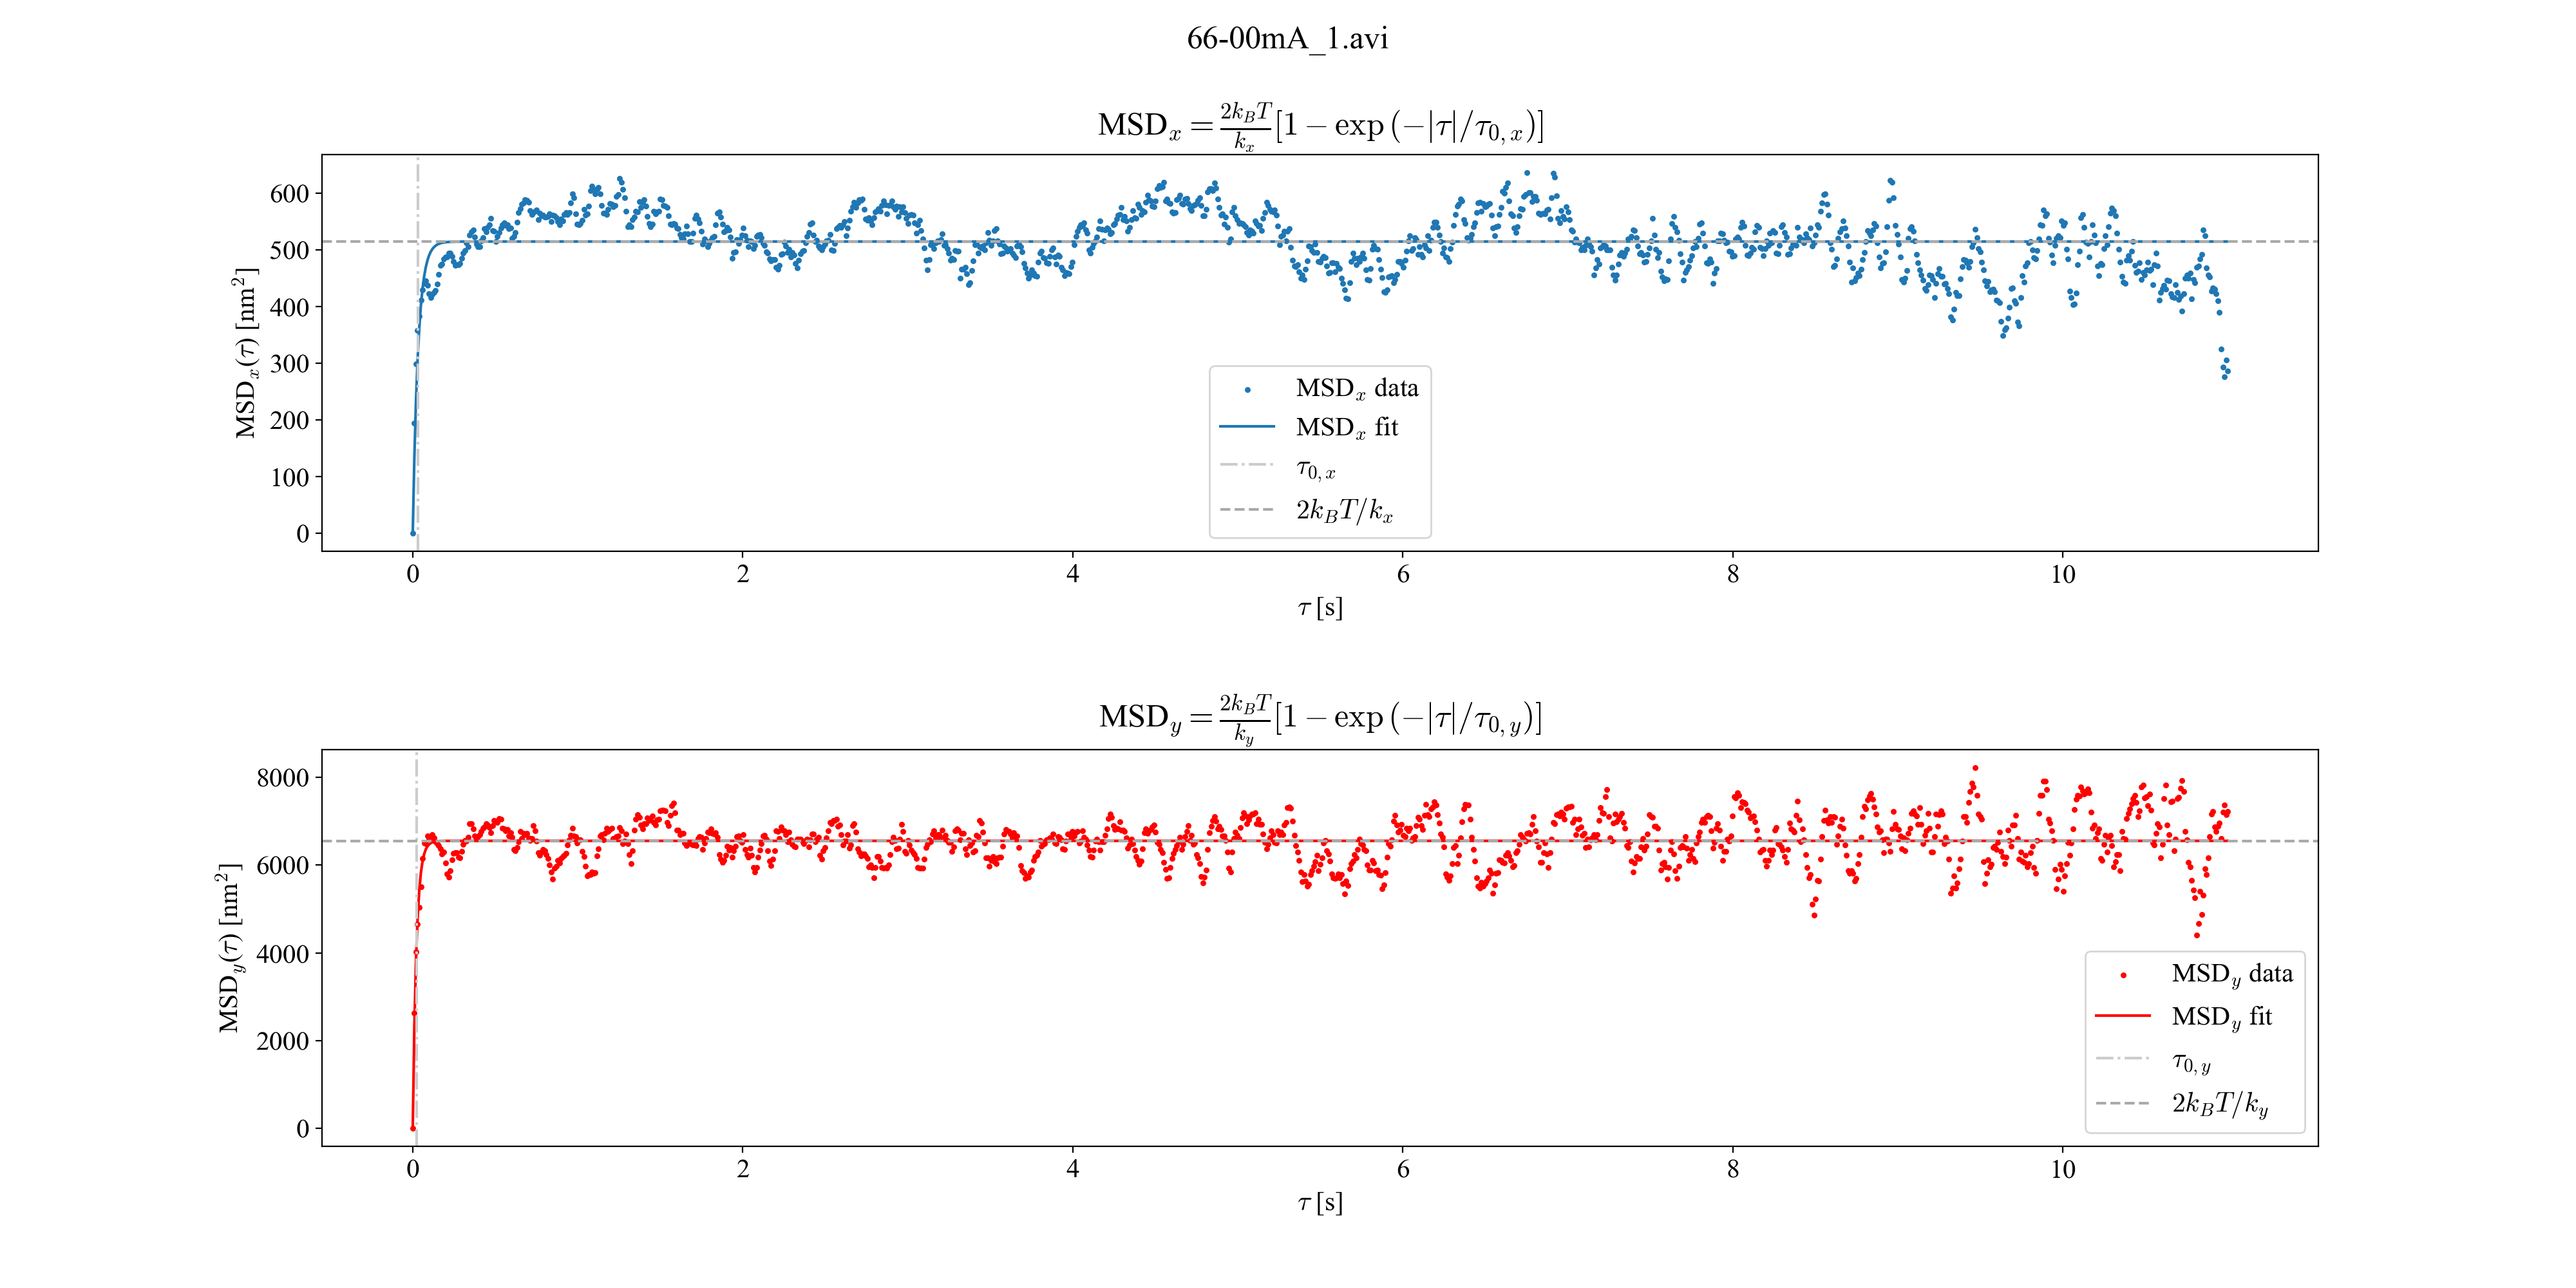 66-00mA_1.avi
MSD_x = \frac{2k_BT}{k_x}[1 − exp (−|τ|/τ_{0,x})]
MSD_x(τ) [nm²]
600
500
400
300
200
100
0
MSD_x data
MSD_x fit
τ_{0,x}
2k_BT/k_x
0 2 4 6 8 10
τ [s]
MSD_y = \frac{2k_BT}{k_y}[1 − exp (−|τ|/τ_{0,y})]
MSD_y(τ) [nm²]
8000
6000
4000
2000
0
MSD_y data
MSD_y fit
τ_{0,y}
2k_BT/k_y
0 2 4 6 8 10
τ [s]